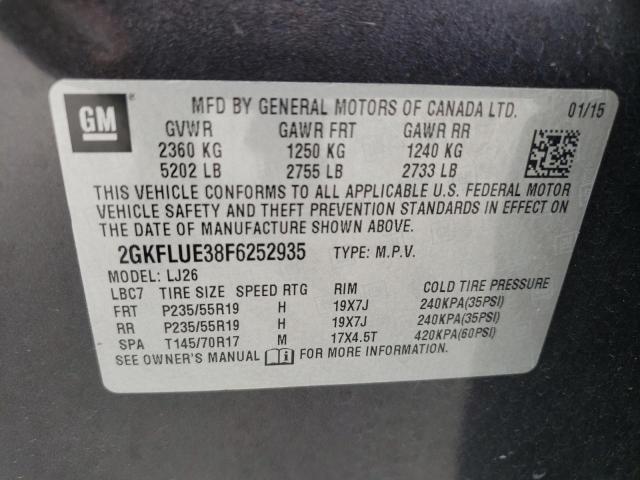 GM
MFD BY GENERAL MOTORS OF CANADA LTD. 01/15
GVWR GAWR FRT GAWR RR
2360 KG 1250 KG 1240 KG
5202 LB 2755 LB 2733 LB
THIS VEHICLE CONFORMS TO ALL APPLICABLE U.S. FEDERAL MOTOR
VEHICLE SAFETY AND THEFT PREVENTION STANDARDS IN EFFECT ON
THE DATE OF MANUFACTURE SHOWN ABOVE.
2GKFLUE38F6252935 TYPE: M.P.V.
MODEL: LJ26
LBC7 TIRE SIZE SPEED RTG RIM COLD TIRE PRESSURE
FRT P235/55R19 H 19X7J 240KPA(35PSI)
RR P235/55R19 H 19X7J 240KPA(35PSI)
SPA T145/70R17 M 17X4.5T 420KPA(60PSI)
SEE OWNER'S MANUAL FOR MORE INFORMATION.